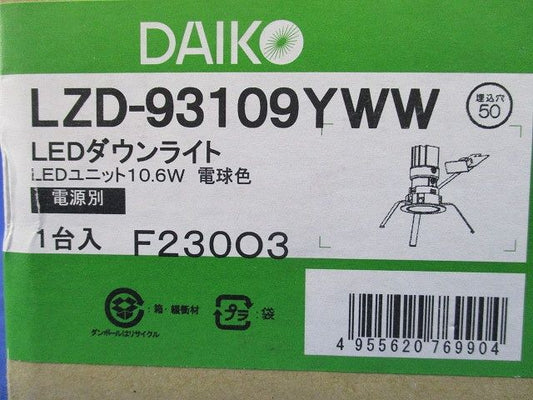 DAIKO
LZD-93109YWW
埋込穴
50
LEDダウンライト
LEDユニット10.6W 電球色
電源別
1台入 F23003
:箱・緩衝材
ダンボールはリサイクル
プラ
:袋
4 955620 769904